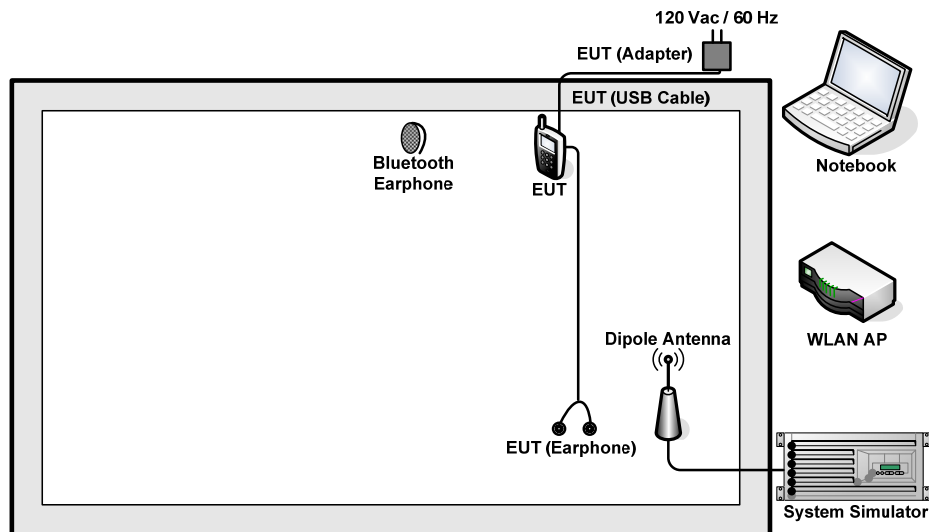 120 Vac / 60 Hz
EUT (Adapter)
EUT (USB Cable)
Bluetooth
Earphone
EUT
Notebook
WLAN AP
Dipole Antenna
EUT (Earphone)
System Simulator